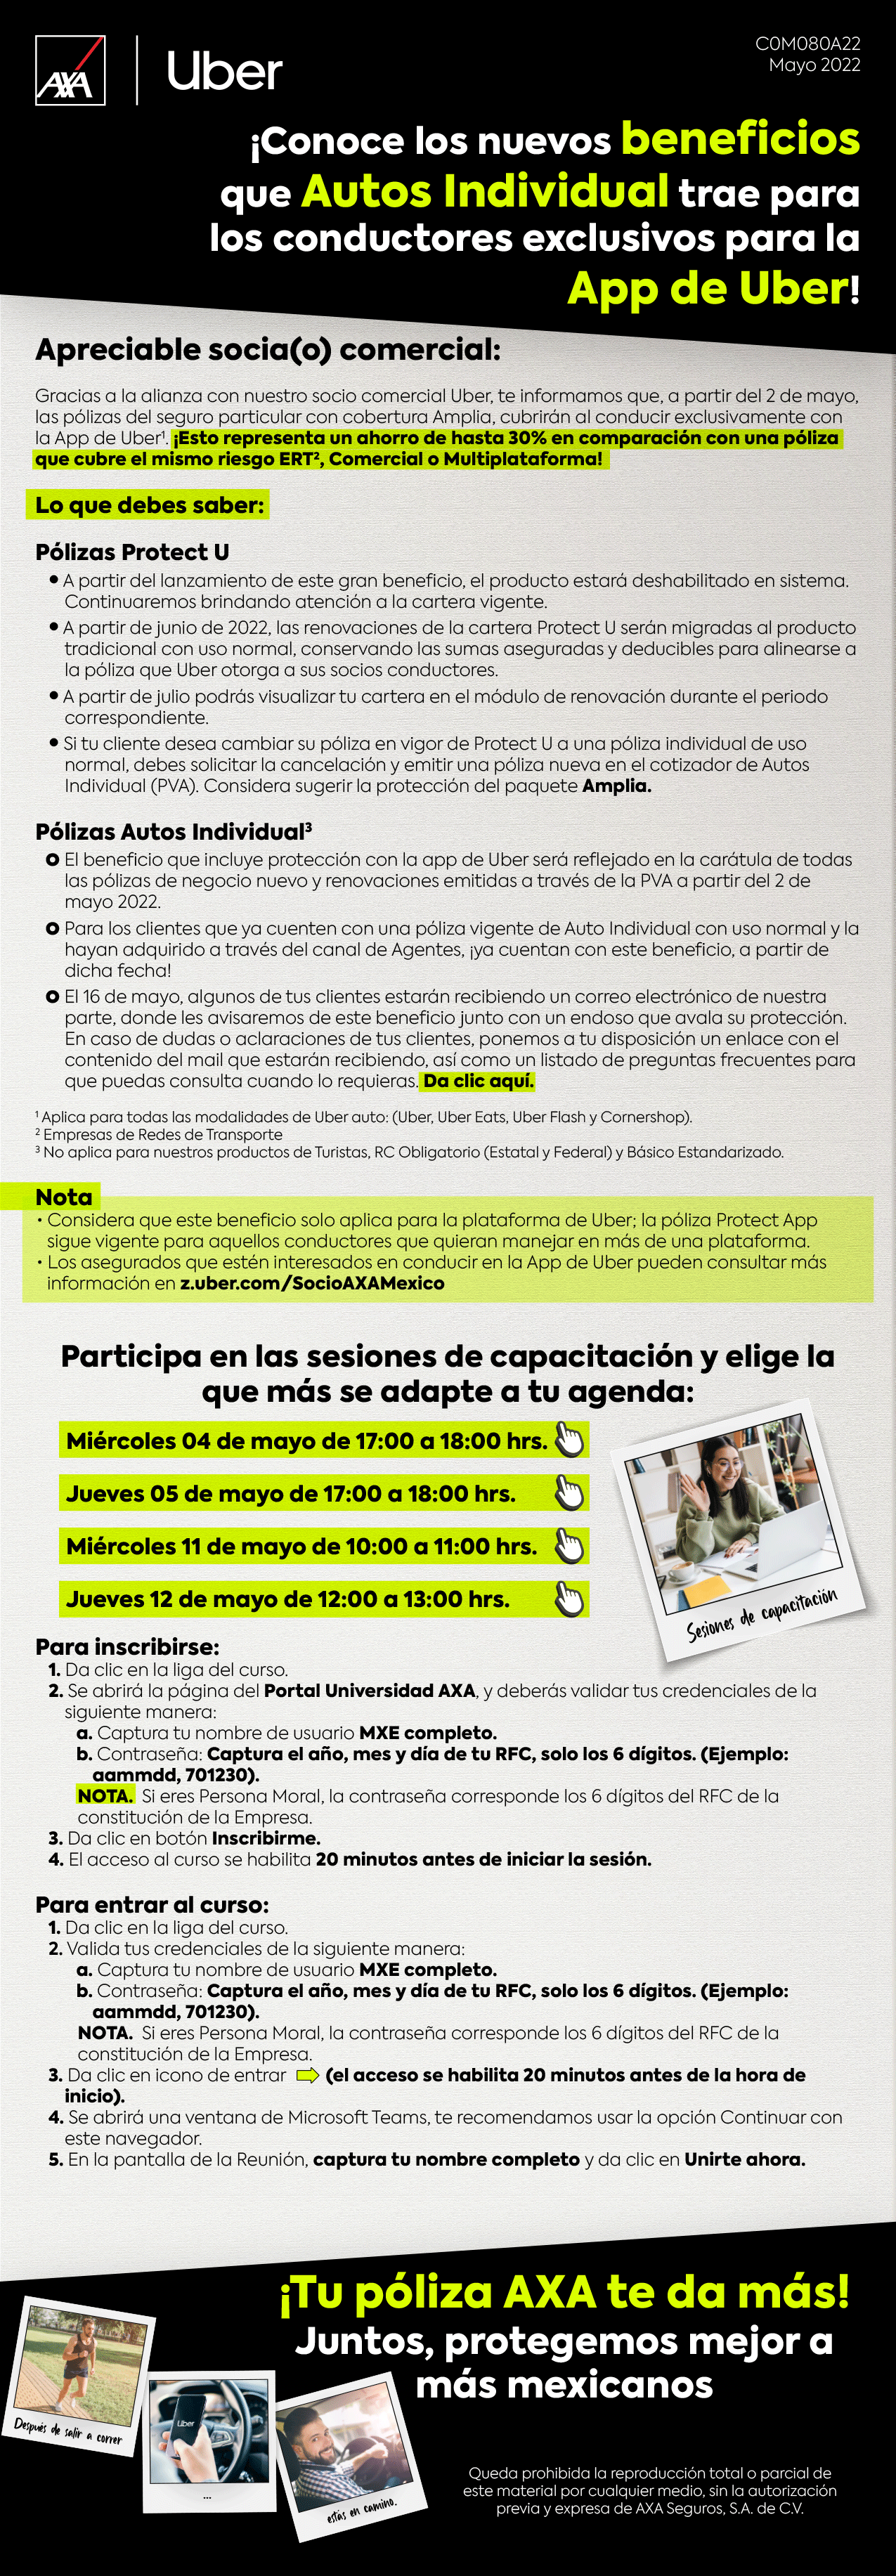 AXA
Uber
C0M080A22
Mayo 2022
¡Conoce los nuevos beneficios
que Autos Individual trae para
los conductores exclusivos para la
App de Uber!
Apreciable socia(o) comercial:
Gracias a la alianza con nuestro socio comercial Uber, te informamos que, a partir del 2 de mayo,
las pólizas del seguro particular con cobertura Amplia, cubrirán al conducir exclusivamente con
la App de Uber¹. ¡Esto representa un ahorro de hasta 30% en comparación con una póliza
que cubre el mismo riesgo ERT², Comercial o Multiplataforma!
Lo que debes saber:
Pólizas Protect U
• A partir del lanzamiento de este gran beneficio, el producto estará deshabilitado en sistema.
Continuaremos brindando atención a la cartera vigente.
• A partir de junio de 2022, las renovaciones de la cartera Protect U serán migradas al producto
tradicional con uso normal, conservando las sumas aseguradas y deducibles para alinearse a
la póliza que Uber otorga a sus socios conductores.
• A partir de julio podrás visualizar tu cartera en el módulo de renovación durante el periodo
correspondiente.
• Si tu cliente desea cambiar su póliza en vigor de Protect U a una póliza individual de uso
normal, debes solicitar la cancelación y emitir una póliza nueva en el cotizador de Autos
Individual (PVA). Considera sugerir la protección del paquete Amplia.
Pólizas Autos Individual³
El beneficio que incluye protección con la app de Uber será reflejado en la carátula de todas
las pólizas de negocio nuevo y renovaciones emitidas a través de la PVA a partir del 2 de
mayo 2022.
Para los clientes que ya cuenten con una póliza vigente de Auto Individual con uso normal y la
hayan adquirido a través del canal de Agentes, ¡ya cuentan con este beneficio, a partir de
dicha fecha!
El 16 de mayo, algunos de tus clientes estarán recibiendo un correo electrónico de nuestra
parte, donde les avisaremos de este beneficio junto con un endoso que avala su protección.
En caso de dudas o aclaraciones de tus clientes, ponemos a tu disposición un enlace con el
contenido del mail que estarán recibiendo, así como un listado de preguntas frecuentes para
que puedas consulta cuando lo requieras. Da clic aquí.
¹ Aplica para todas las modalidades de Uber auto: (Uber, Uber Eats, Uber Flash y Cornershop).
² Empresas de Redes de Transporte
³ No aplica para nuestros productos de Turistas, RC Obligatorio (Estatal y Federal) y Básico Estandarizado.
Nota
• Considera que este beneficio solo aplica para la plataforma de Uber; la póliza Protect App
sigue vigente para aquellos conductores que quieran manejar en más de una plataforma.
• Los asegurados que estén interesados en conducir en la App de Uber pueden consultar más
información en z.uber.com/SocioAXAMexico
Participa en las sesiones de capacitación y elige la
que más se adapte a tu agenda:
Miércoles 04 de mayo de 17:00 a 18:00 hrs.
Jueves 05 de mayo de 17:00 a 18:00 hrs.
Miércoles 11 de mayo de 10:00 a 11:00 hrs.
Jueves 12 de mayo de 12:00 a 13:00 hrs.
Sesiones de capacitación
Para inscribirse:
1. Da clic en la liga del curso.
2. Se abrirá la página del Portal Universidad AXA, y deberás validar tus credenciales de la
siguiente manera:
a. Captura tu nombre de usuario MXE completo.
b. Contraseña: Captura el año, mes y día de tu RFC, solo los 6 dígitos. (Ejemplo:
aammdd, 701230).
NOTA. Si eres Persona Moral, la contraseña corresponde los 6 dígitos del RFC de la
constitución de la Empresa.
3. Da clic en botón Inscribirme.
4. El acceso al curso se habilita 20 minutos antes de iniciar la sesión.
Para entrar al curso:
1. Da clic en la liga del curso.
2. Valida tus credenciales de la siguiente manera:
a. Captura tu nombre de usuario MXE completo.
b. Contraseña: Captura el año, mes y día de tu RFC, solo los 6 dígitos. (Ejemplo:
aammdd, 701230).
NOTA. Si eres Persona Moral, la contraseña corresponde los 6 dígitos del RFC de la
constitución de la Empresa.
3. Da clic en icono de entrar (el acceso se habilita 20 minutos antes de la hora de
inicio).
4. Se abrirá una ventana de Microsoft Teams, te recomendamos usar la opción Continuar con
este navegador.
5. En la pantalla de la Reunión, captura tu nombre completo y da clic en Unirte ahora.
¡Tu póliza AXA te da más!
Juntos, protegemos mejor a
más mexicanos
Después de salir a correr
Uber
...
estás en camino.
Queda prohibida la reproducción total o parcial de
este material por cualquier medio, sin la autorización
previa y expresa de AXA Seguros, S.A. de C.V.